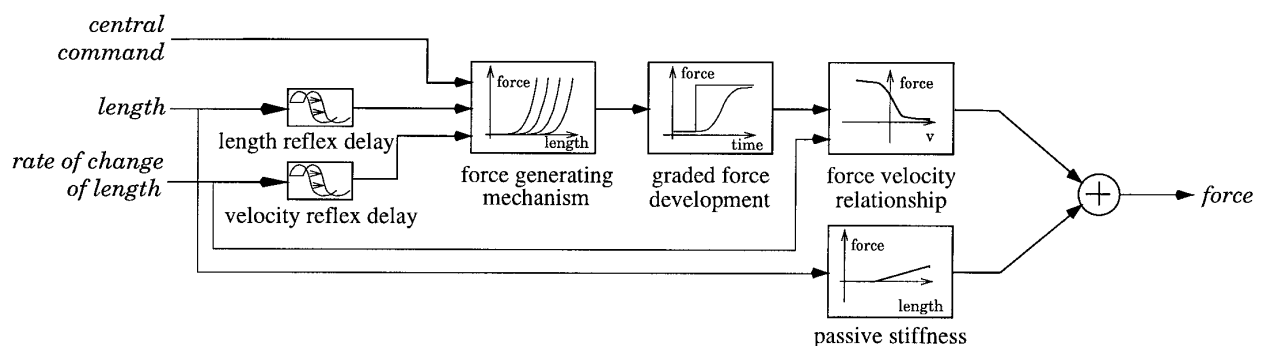 central
command
length
length reflex delay
rate of change
of length
velocity reflex delay
force
length
force generating
mechanism
force
time
graded force
development
force
v
force velocity
relationship
force
length
passive stiffness
+
force